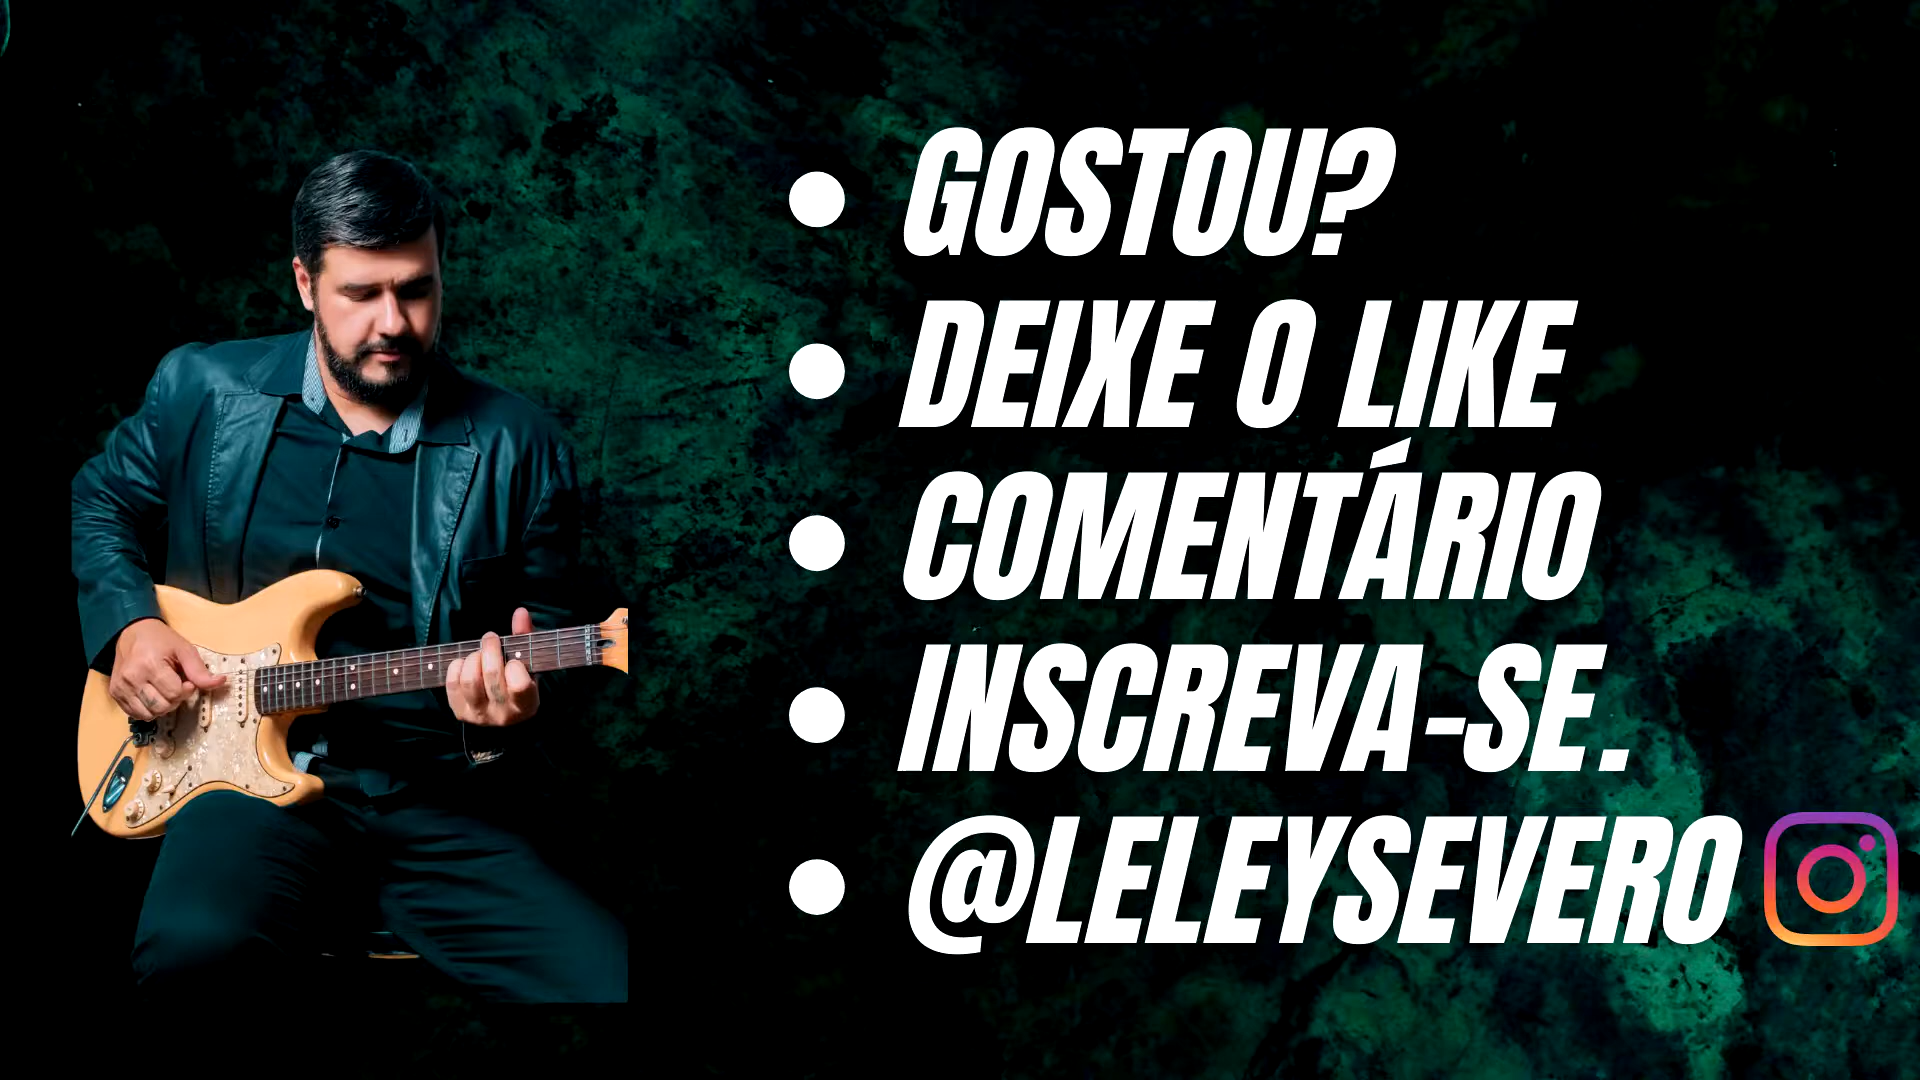 GOSTOU?
DEIXE O LIKE
COMENTÁRIO
INSCREVA-SE.
@LELEYSEVERO